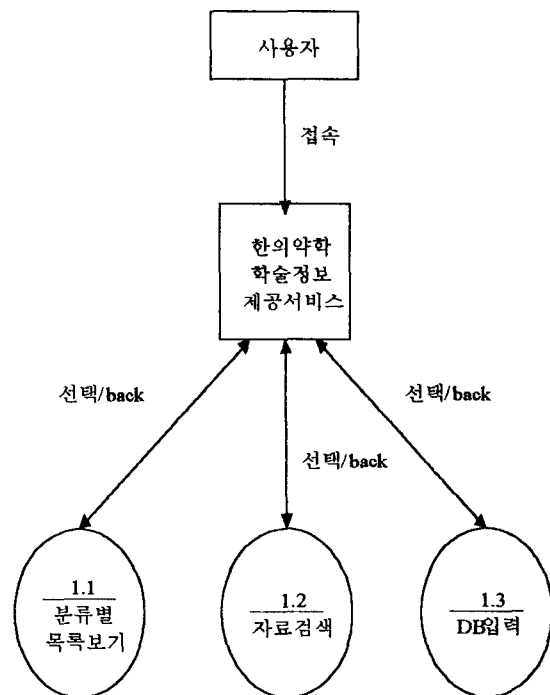 사용자
접속
한의약학
학술정보
제공서비스
선택/back
선택/back
선택/back
1.1
분류별
목록보기
1.2
자료검색
1.3
DB입력